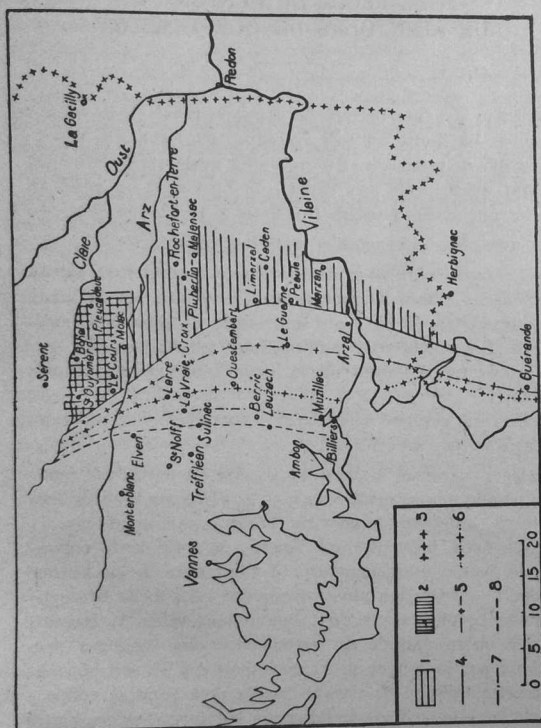 La Gacilly
Redon
Oust
Claie
Arz
Vilaine
Sérent
Bohal
Pleucadeuc
Le Cours
Molac
Rochefort-en-Terre
Pluherlin
Malensac
Limerzel
Caden
Le Guerne
Péaule
Marzan
Herbignac
Larré
La Vraie-Croix
Questembert
Arzal
Guérande
Elven
Monterblanc
St Nolff
Sulniac
Treffléan
Berric
Lauzach
Muzillac
Ambon
Billiers
Vannes
1 2 3
4 5 6
7 8
0 5 10 15 20